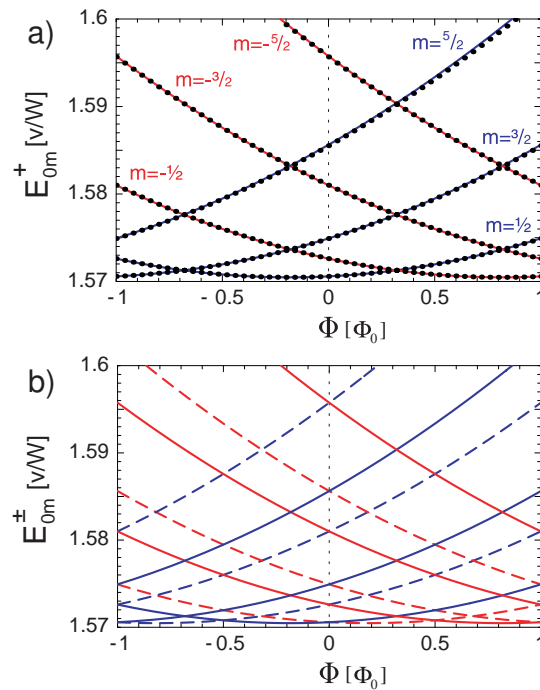 a)
1.6
1.59
1.58
1.57
E⁺₀ₘ [v/W]
m=-⁵/₂
m=⁵/₂
m=-³/₂
m=³/₂
m=-½
m=½
-1 - 0.5 0 0.5 1
Φ [Φ₀]
b)
1.6
1.59
1.58
1.57
E±₀ₘ [v/W]
-1 -0.5 0 0.5 1
Φ [Φ₀]